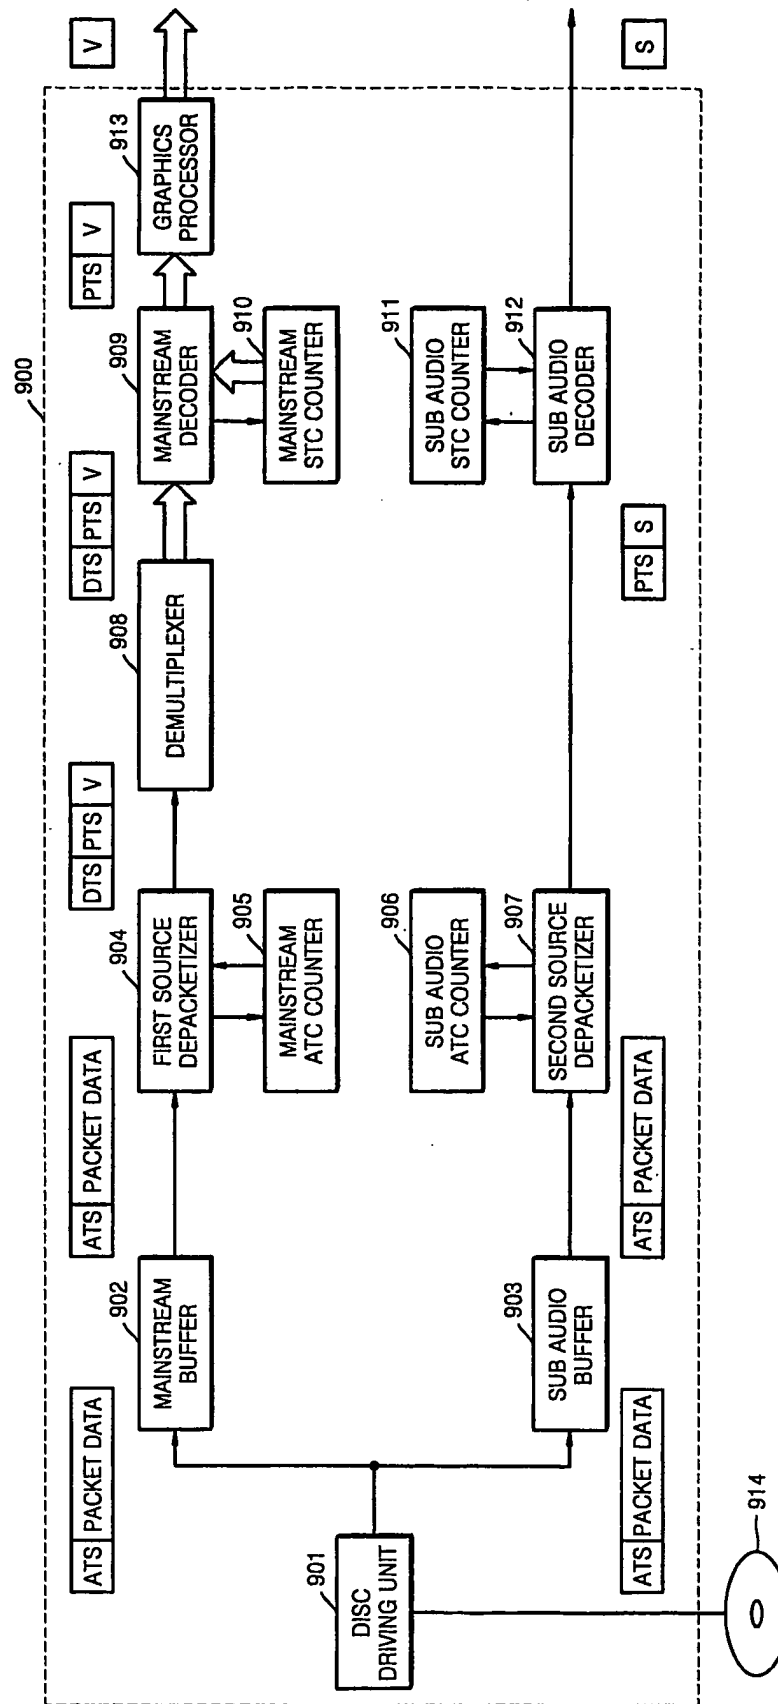 900
ATS PACKET DATA
ATS PACKET DATA
DTS PTS V
DTS PTS V
PTS V
V
901
DISC
DRIVING UNIT
902
MAINSTREAM
BUFFER
904
FIRST SOURCE
DEPACKETIZER
908
DEMULTIPLEXER
909
MAINSTREAM
DECODER
913
GRAPHICS
PROCESSOR
905
MAINSTREAM
ATC COUNTER
910
MAINSTREAM
STC COUNTER
906
SUB AUDIO
ATC COUNTER
911
SUB AUDIO
STC COUNTER
903
SUB AUDIO
BUFFER
907
SECOND SOURCE
DEPACKETIZER
912
SUB AUDIO
DECODER
ATS PACKET DATA
ATS PACKET DATA
PTS S
S
914